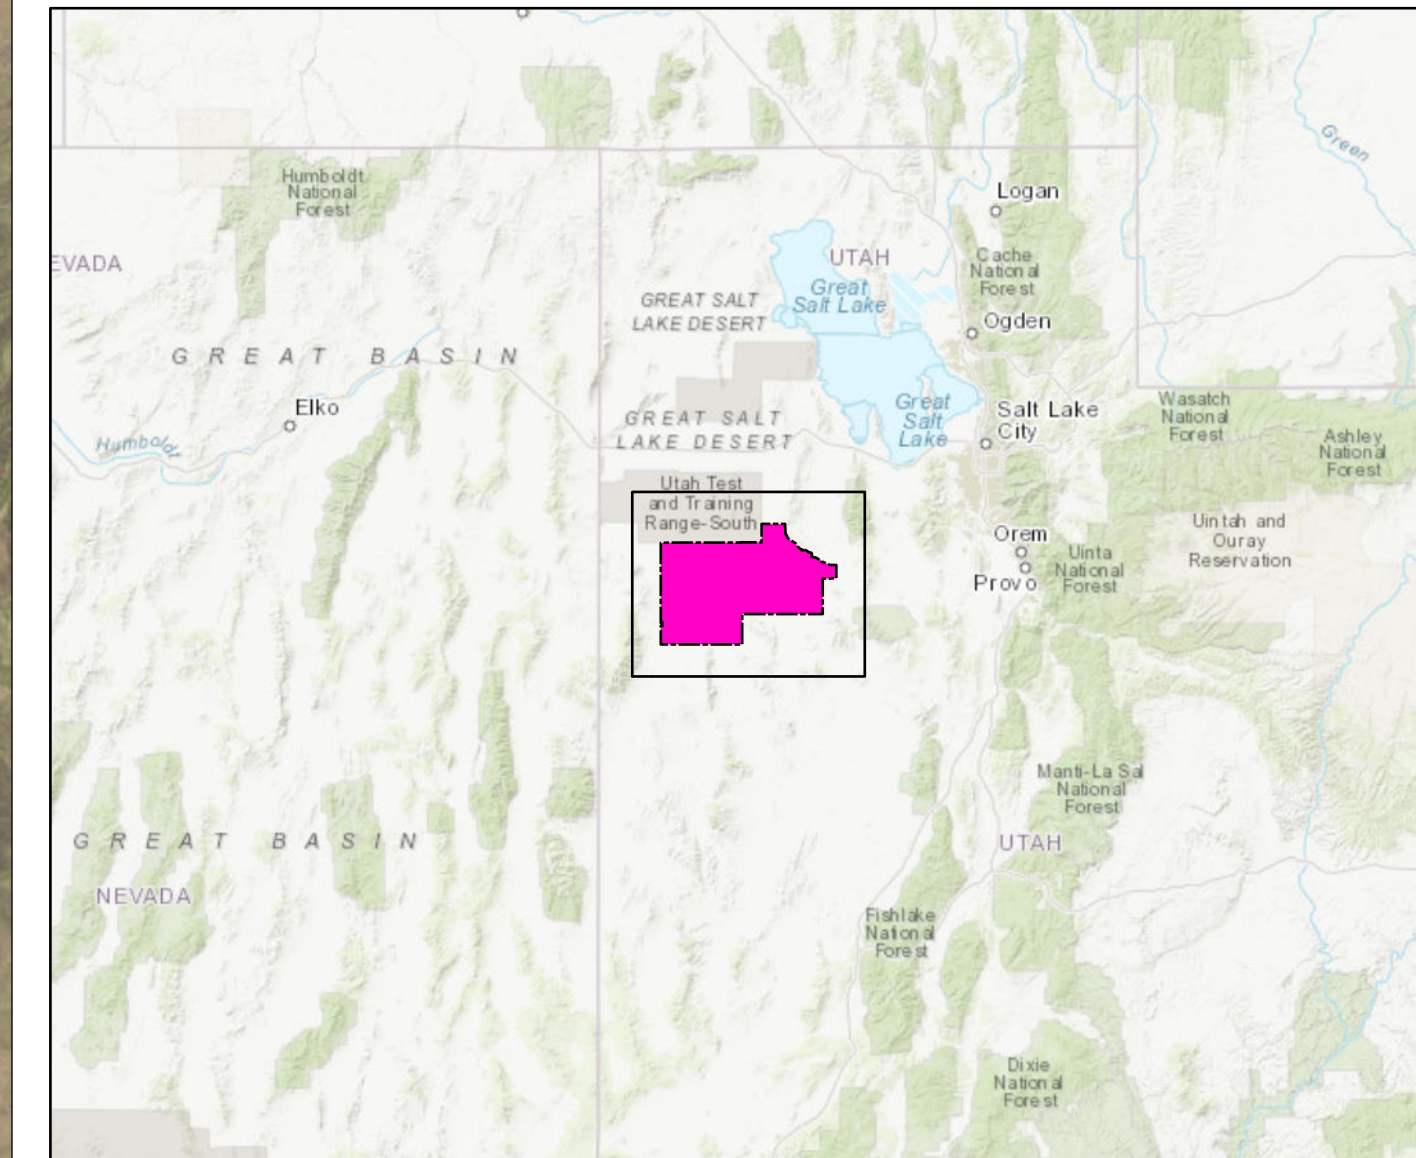 Green
Humboldt
National
Forest
Logan
EVADA
UTAH
Cache
National
Forest
Great
Salt Lake
GREAT SALT
LAKE DESERT
Ogden
GREAT BASIN
Elko
Great
Salt
Lake
Salt Lake
City
Wasatch
National
Forest
GREAT SALT
LAKE DESERT
Ashley
National
Forest
Humboldt
Utah Test
and Training
Range-South
Uintah and
Ouray
Reservation
Orem
Provo
Uinta
National
Forest
Manti-La Sal
National
Forest
GREAT BASIN
UTAH
NEVADA
Fishlake
National
Forest
Dixie
National
Forest